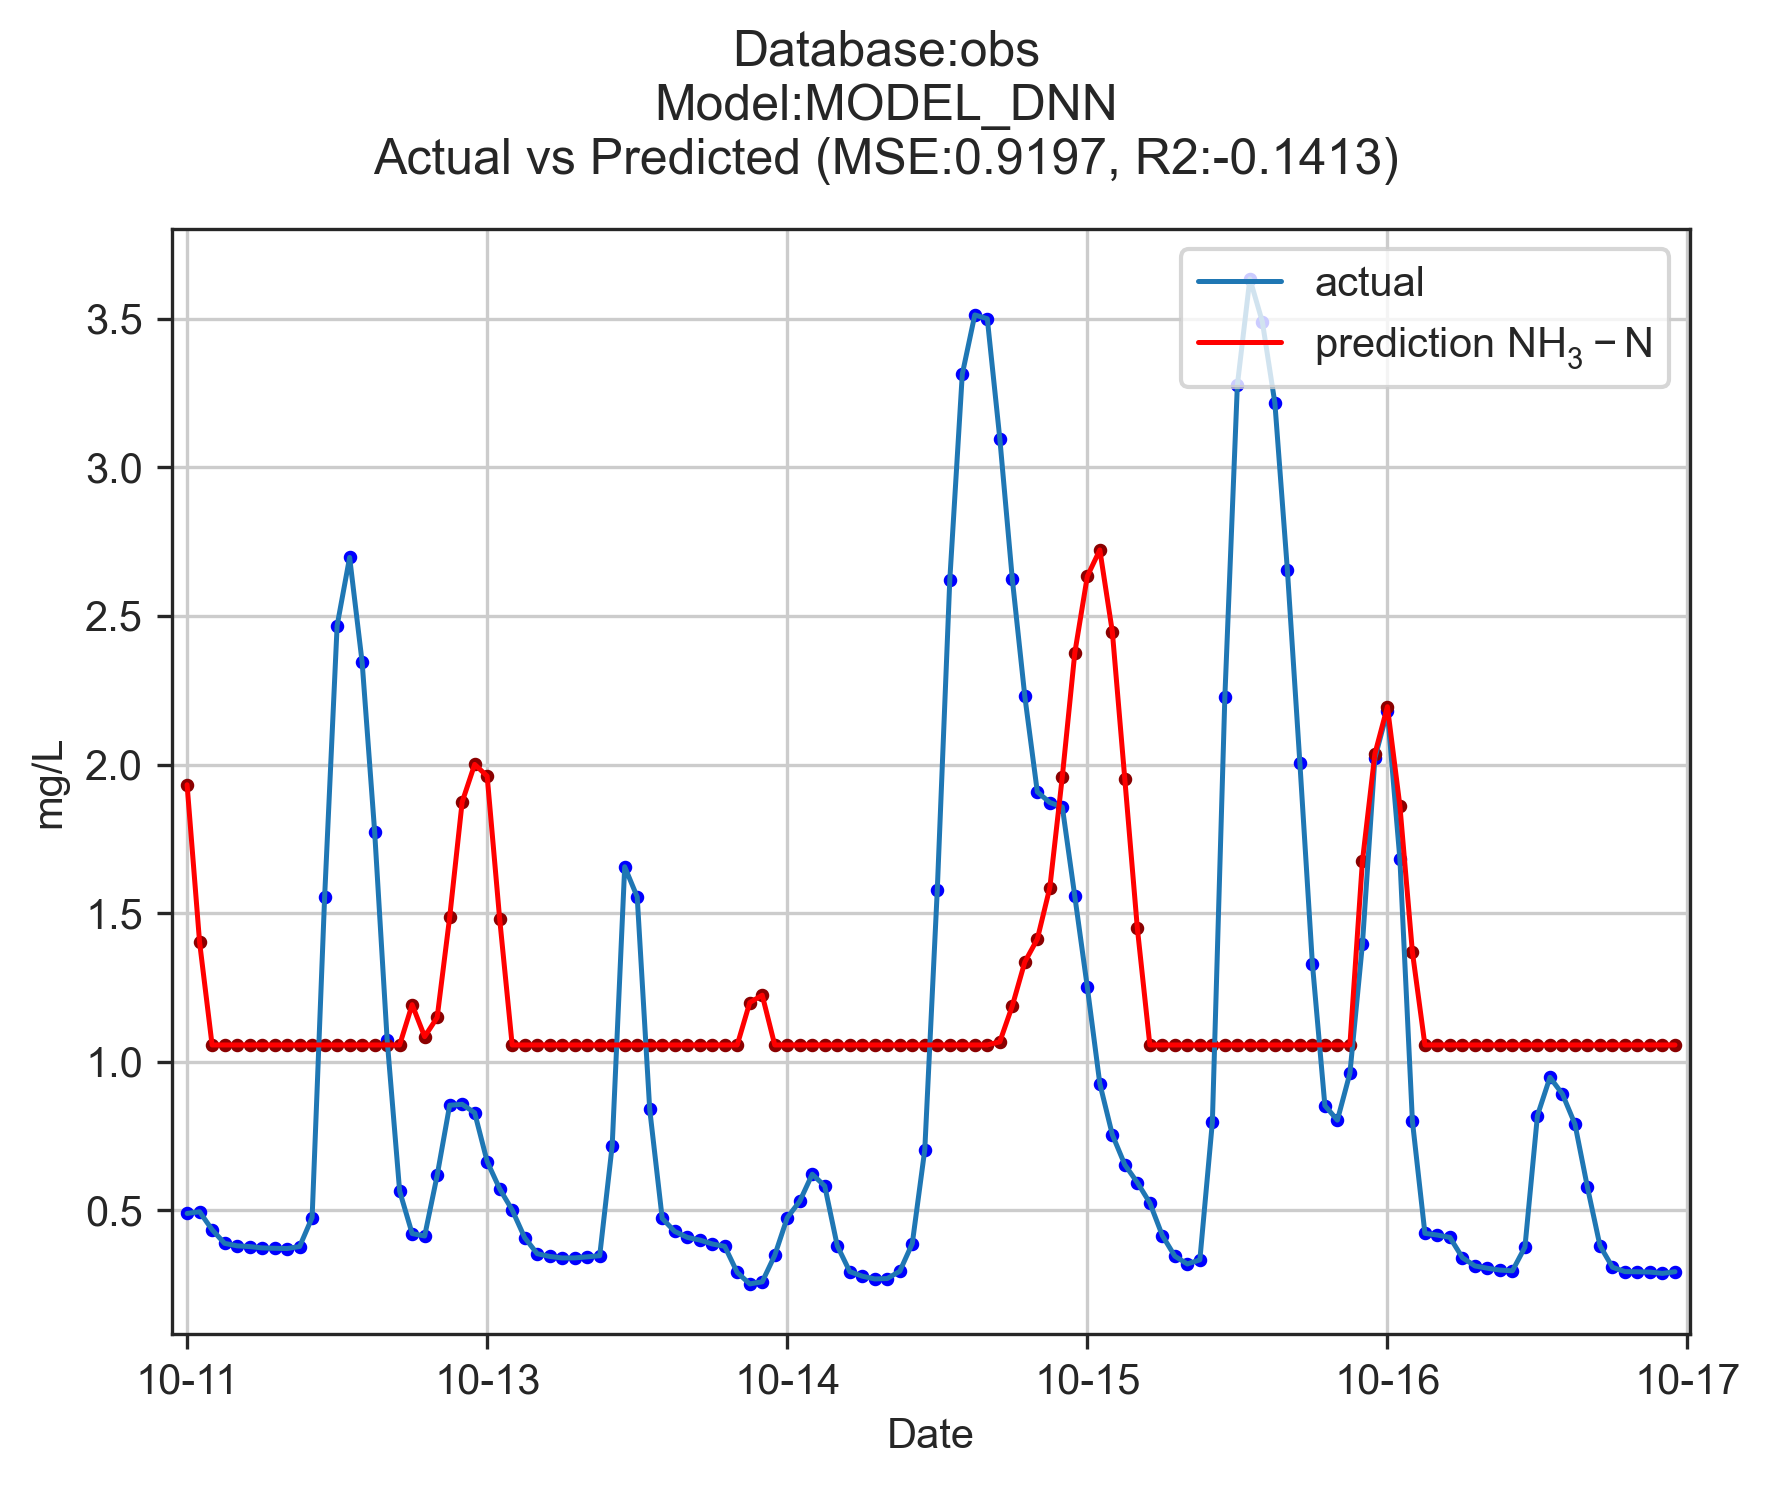 Database:obs
Model:MODEL_DNN
Actual vs Predicted (MSE:0.9197, R2:-0.1413)
actual
prediction NH₃ − N
3.5
3.0
2.5
2.0
1.5
1.0
0.5
mg/L
10-11 10-13 10-14 10-15 10-16 10-17
Date